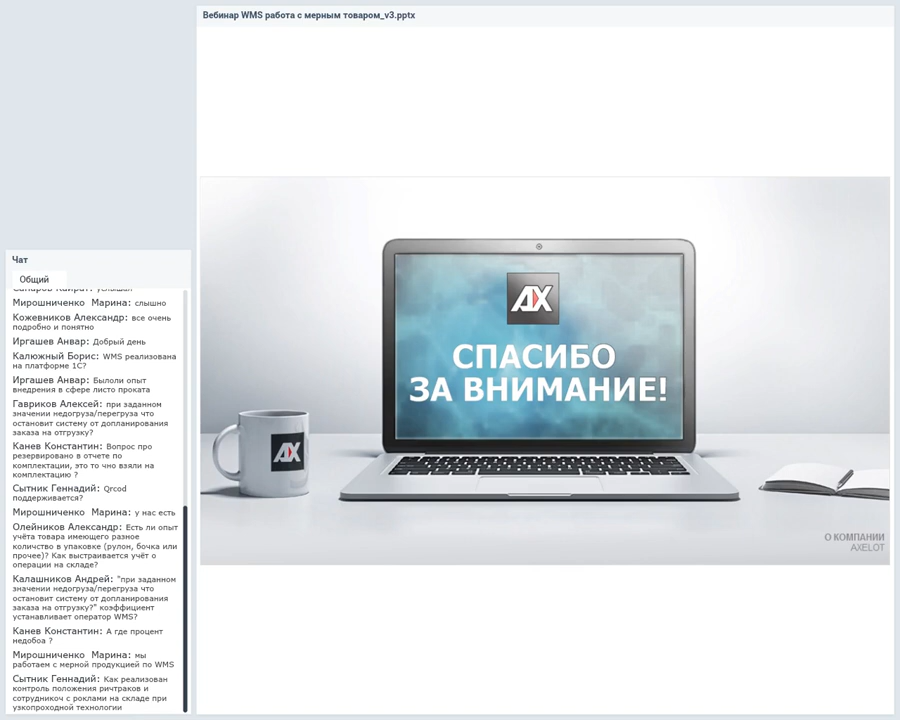 Вебинар WMS работа с мерным товаром_v3.pptx
Чат
Общий
Мирошниченко Марина: слышно
Кожевников Александр: все очень
подробно и понятно
Иргашев Анвар: Добрый день
Калюжный Борис: WMS реализована
на платформе 1С?
Иргашев Анвар: Былоли опыт
внедрения в сфере листо проката
Гавриков Алексей: при заданном
значении недогруза/перегруза что
остановит систему от допланирования
заказа на отгрузку?
Канев Константин: Вопрос про
резервировано в отчете по
комплектации, это то чно взяли на
комплектацию ?
Сытник Геннадий: Qrcod
поддерживается?
Мирошниченко Марина: у нас есть
Олейников Александр: Есть ли опыт
учёта товара имеющего разное
количство в упаковке (рулон, бочка или
прочее)? Как выстраивается учёт о
операции на складе?
Калашников Андрей: "при заданном
значении недогруза/перегруза что
остановит систему от допланирования
заказа на отгрузку?" коэффициент
устанавливает оператор WMS?
Канев Константин: А где процент
недобоа ?
Мирошниченко Марина: мы
работаем с мерной продукцией по WMS
Сытник Геннадий: Как реализован
контроль положения ричтраков и
сотрудникоч с роклами на складе при
узкопроходной технологии
AX
СПАСИБО
ЗА ВНИМАНИЕ!
AX
О КОМПАНИИ
AXELOT